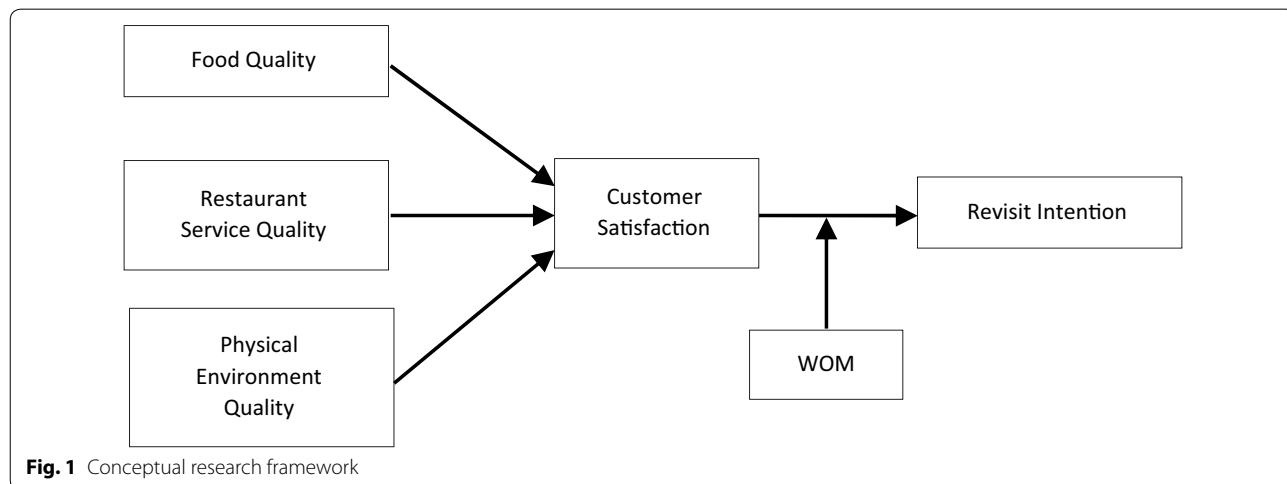 Food Quality
Restaurant
Service Quality
Physical
Environment
Quality
Customer
Satisfaction
Revisit Intention
WOM
Fig. 1 Conceptual research framework